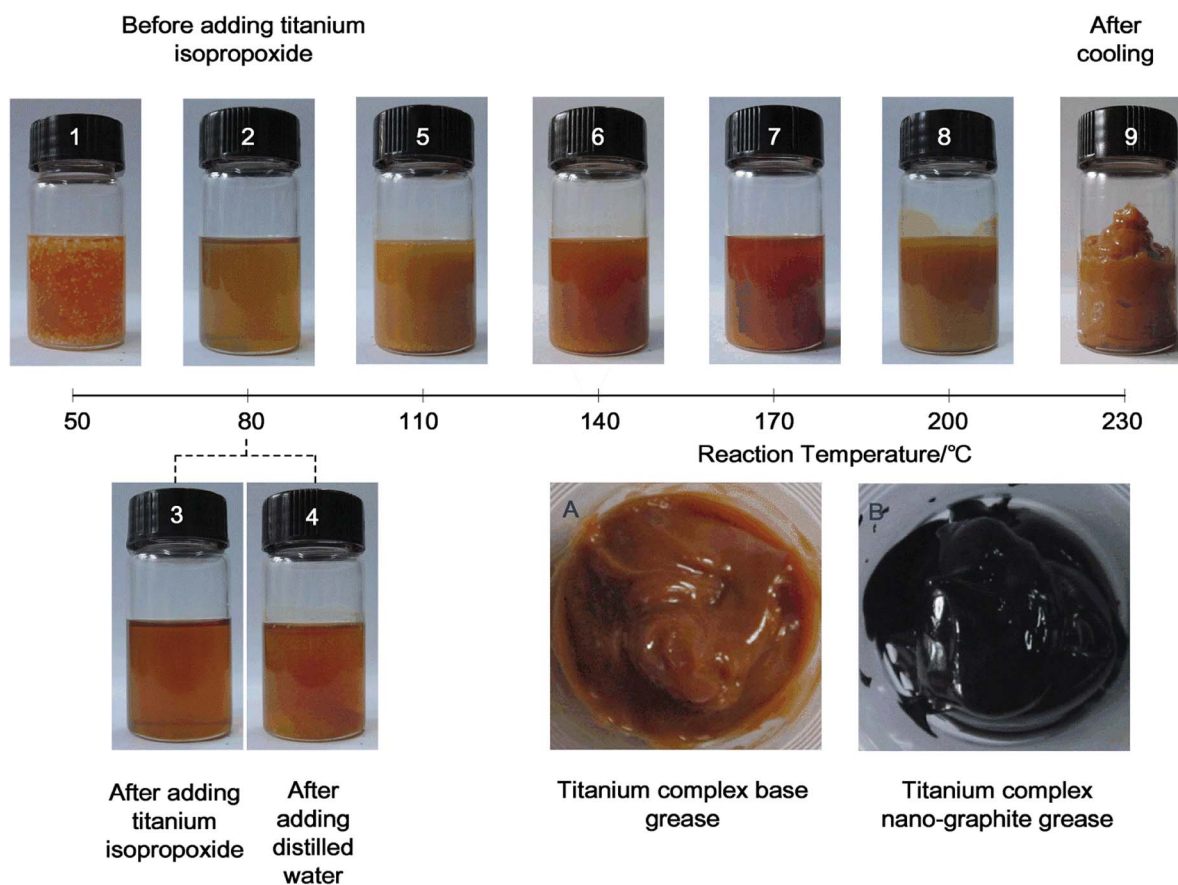 Before adding titanium
isopropoxide
After
cooling
1
2
5
6
7
8
9
50
80
110
140
170
200
230
Reaction Temperature/°C
3
4
A
B
After adding
titanium
isopropoxide
After
adding
distilled
water
Titanium complex base
grease
Titanium complex
nano-graphite grease